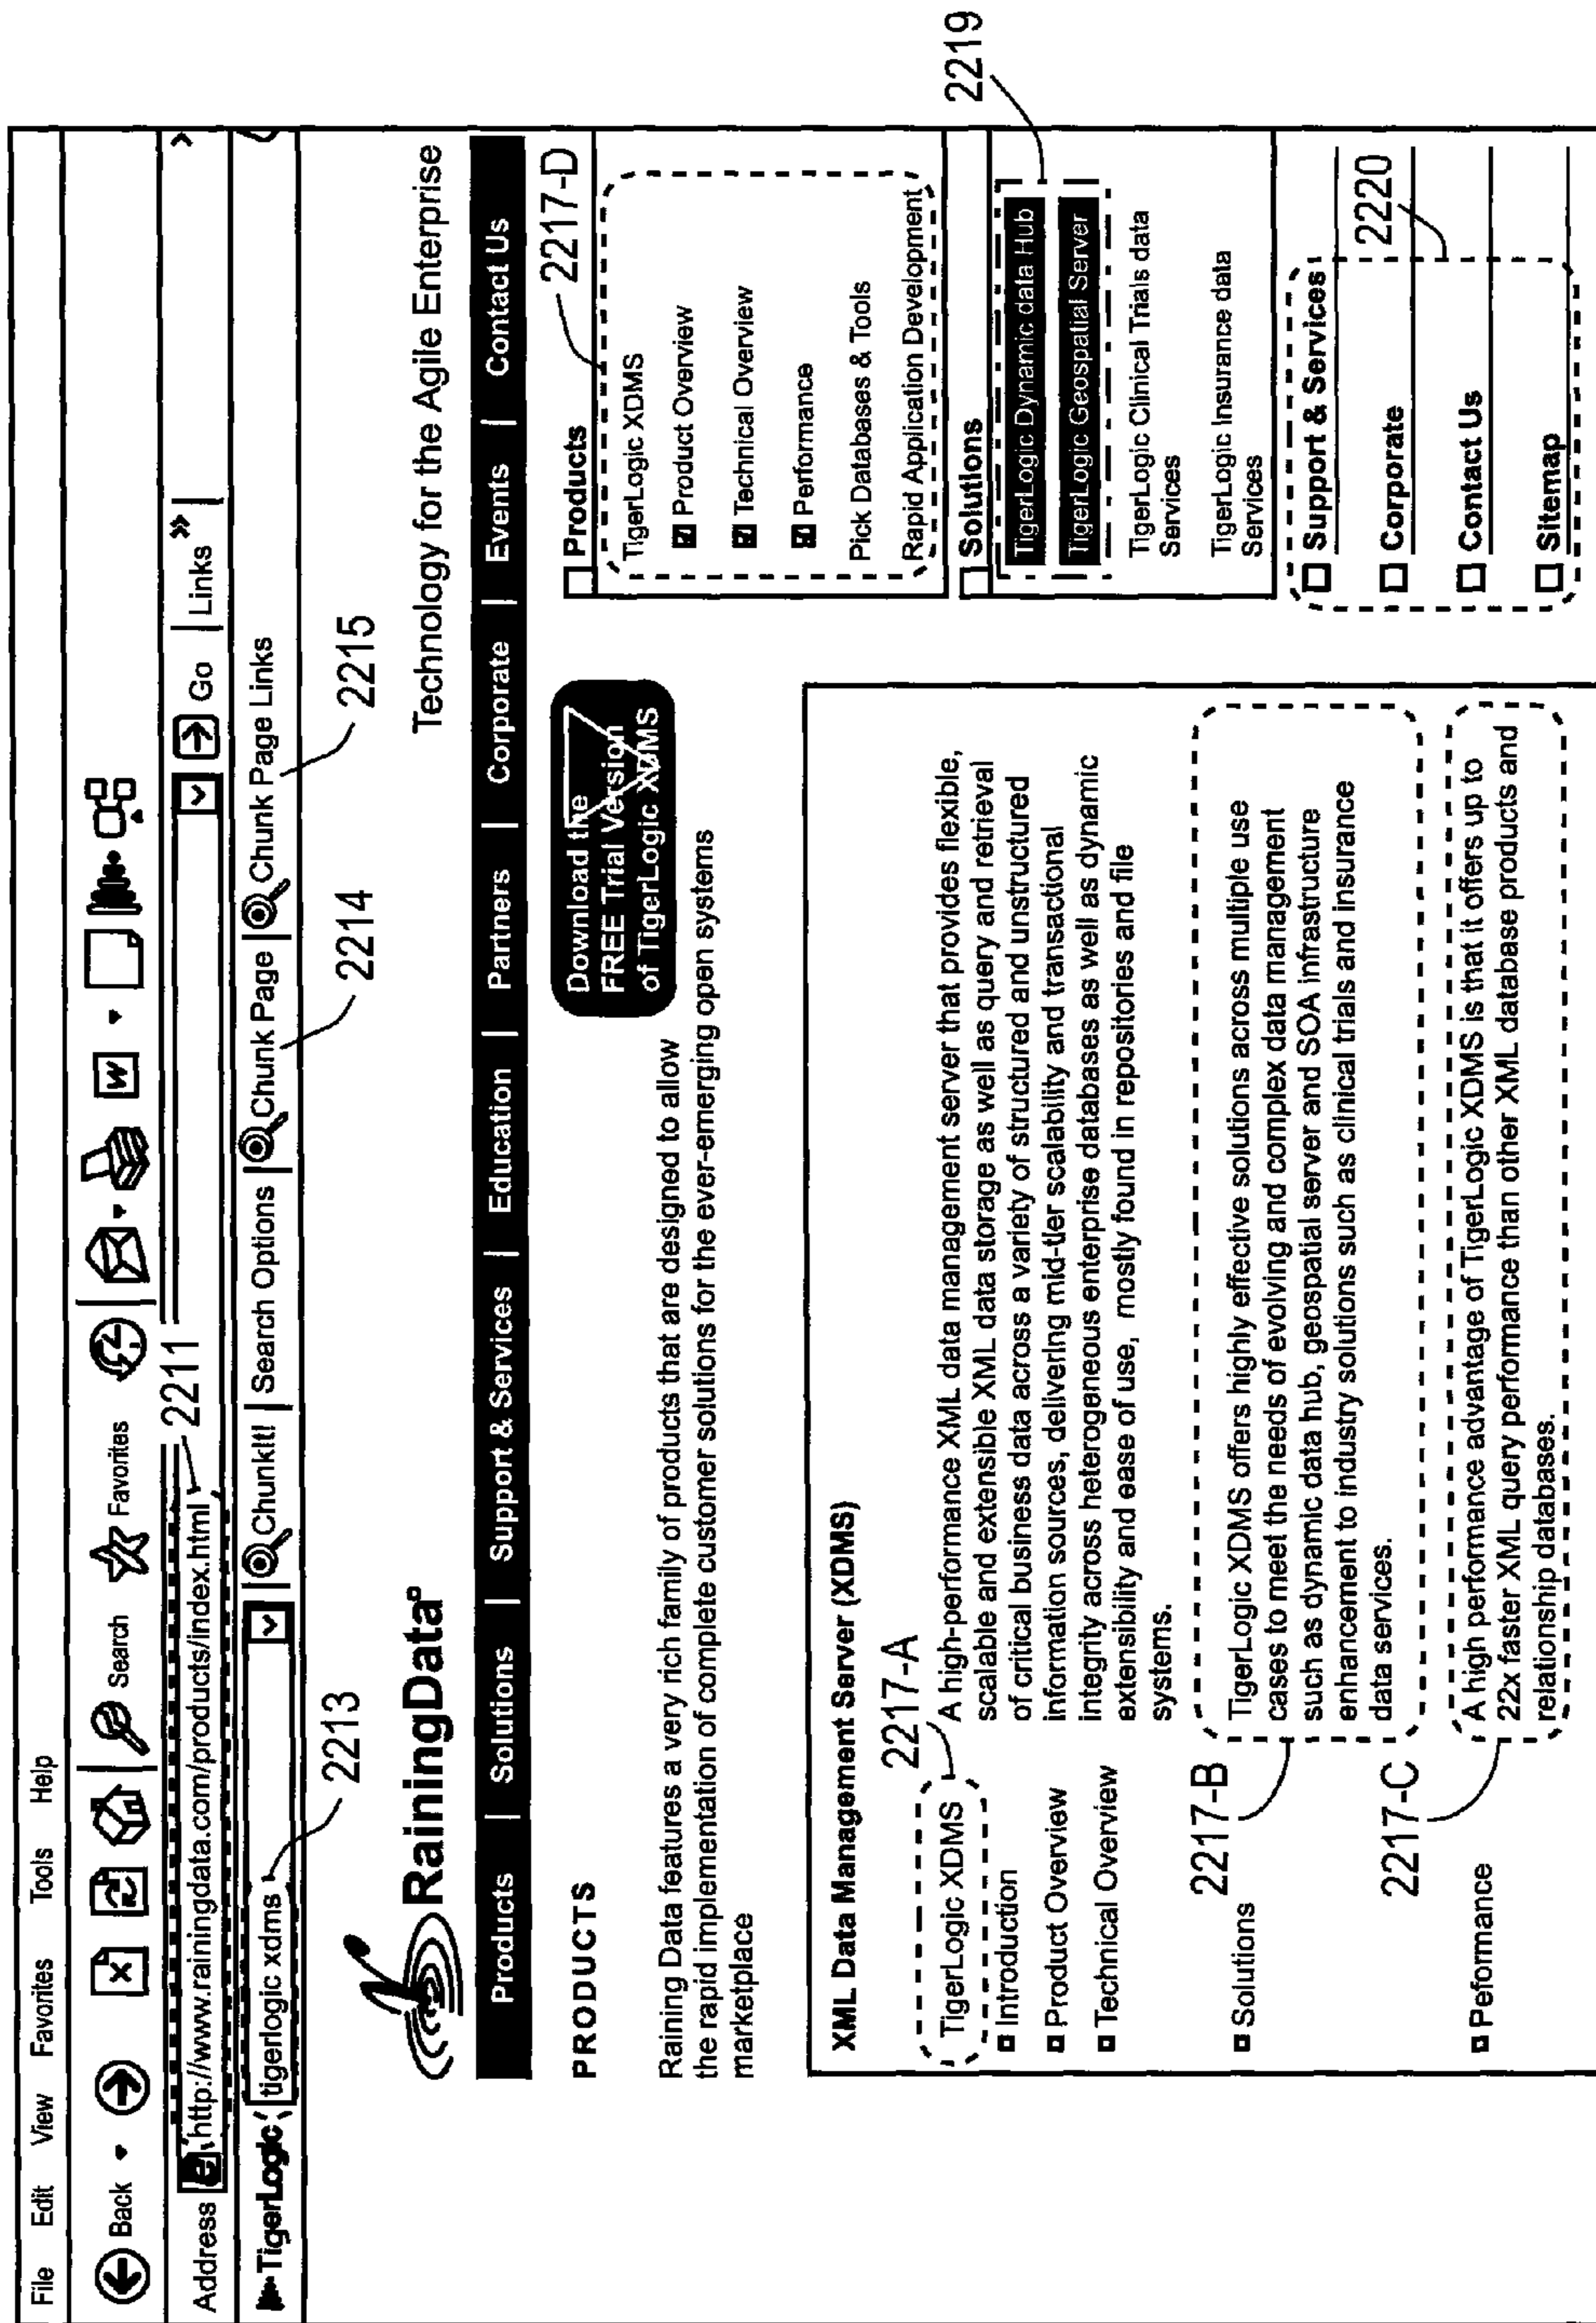 File Edit View Favorites Tools Help
Back Search Favorites
Address http://www.rainingdata.com/products/index.html 2211 Go Links »
TigerLogic tigerlogic xdms ChunkIt! Search Options Chunk Page Chunk Page Links
2213
2214
2215
RainingData
Technology for the Agile Enterprise
Products | Solutions | Support & Services | Education | Partners | Corporate | Events | Contact Us
PRODUCTS
Raining Data features a very rich family of products that are designed to allow
the rapid implementation of complete customer solutions for the ever-emerging open systems
marketplace
Download the
FREE Trial Version
of TigerLogic XDMS
XML Data Management Server (XDMS)
2217-A
TigerLogic XDMS
Introduction
Product Overview
Technical Overview
A high-performance XML data management server that provides flexible,
scalable and extensible XML data storage as well as query and retrieval
of critical business data across a variety of structured and unstructured
information sources, delivering mid-tier scalability and transactional
integrity across heterogeneous enterprise databases as well as dynamic
extensibility and ease of use, mostly found in repositories and file
systems.
2217-B
Solutions
TigerLogic XDMS offers highly effective solutions across multiple use
cases to meet the needs of evolving and complex data management
such as dynamic data hub, geospatial server and SOA infrastructure
enhancement to industry solutions such as clinical trials and insurance
data services.
2217-C
Peformance
A high performance advantage of TigerLogic XDMS is that it offers up to
22x faster XML query performance than other XML database products and
relationship databases.
Products
2217-D
TigerLogic XDMS
Product Overview
Technical Overview
Performance
Pick Databases & Tools
Rapid Application Development
Solutions
2219
TigerLogic Dynamic data Hub
TigerLogic Geospatial Server
TigerLogic Clinical Trials data
Services
TigerLogic Insurance data
Services
Support & Services
2220
Corporate
Contact Us
Sitemap